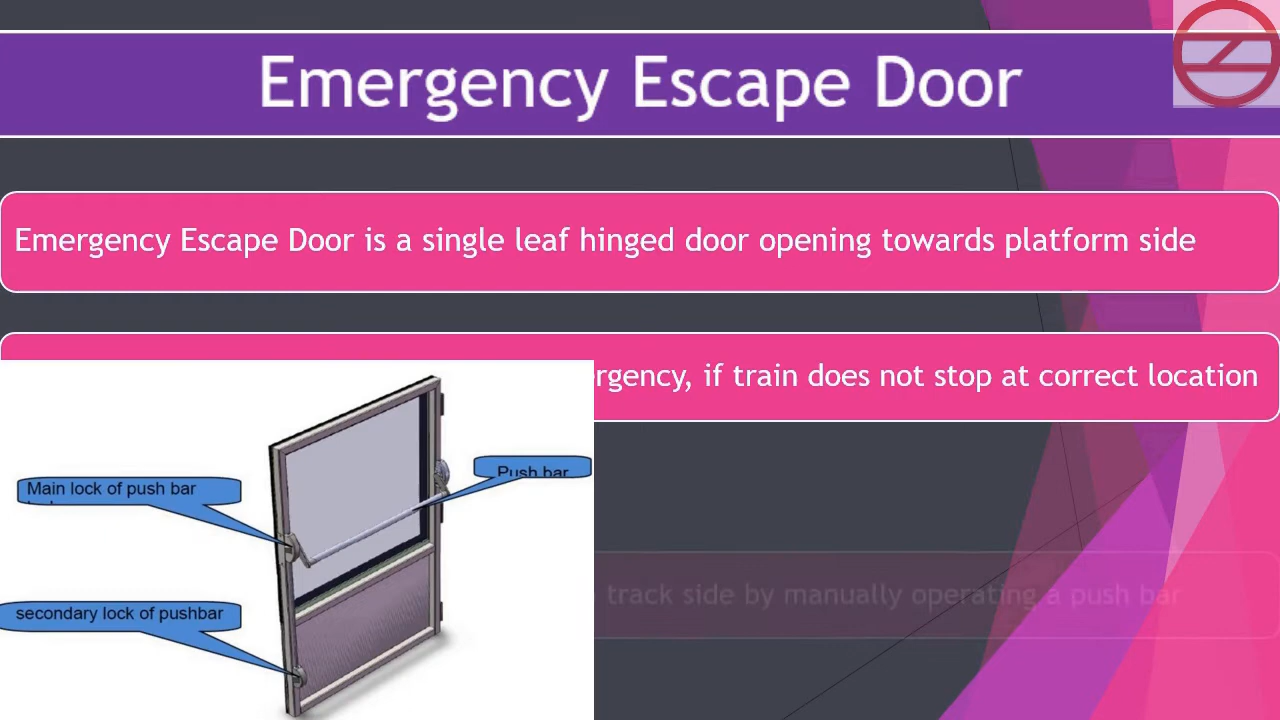 Emergency Escape Door
Emergency Escape Door is a single leaf hinged door opening towards platform side
rgency, if train does not stop at correct location
Push bar
Main lock of push bar
track side by manually operating a push bar
secondary lock of pushbar